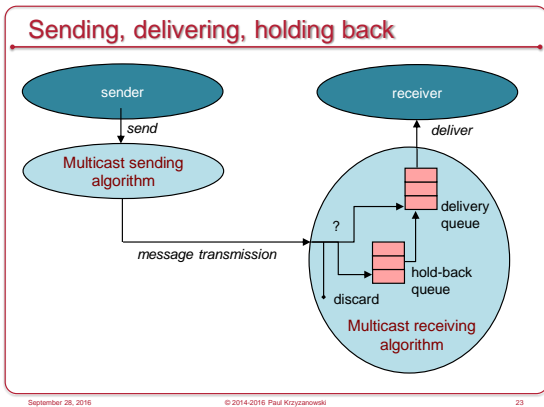 Sending, delivering, holding back
sender
receiver
send
deliver
Multicast sending
algorithm
?
delivery
queue
message transmission
hold-back
queue
discard
Multicast receiving
algorithm
September 28, 2016
© 2014-2016 Paul Krzyzanowski
23